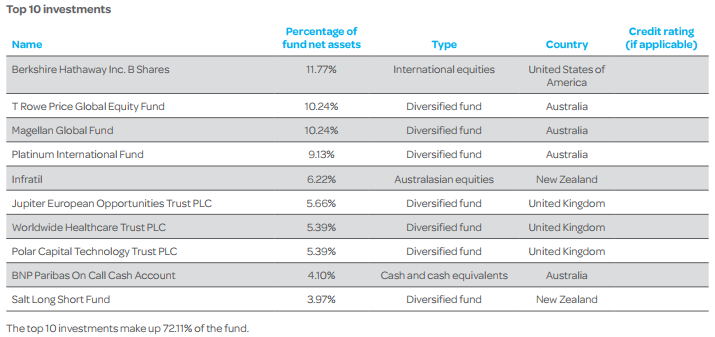 Top 10 investments
Name Percentage of fund net assets Type Country Credit rating (if applicable)
Berkshire Hathaway Inc. B Shares 11.77% International equities United States of America
T Rowe Price Global Equity Fund 10.24% Diversified fund Australia
Magellan Global Fund 10.24% Diversified fund Australia
Platinum International Fund 9.13% Diversified fund Australia
Infratil 6.22% Australasian equities New Zealand
Jupiter European Opportunities Trust PLC 5.66% Diversified fund United Kingdom
Worldwide Healthcare Trust PLC 5.39% Diversified fund United Kingdom
Polar Capital Technology Trust PLC 5.39% Diversified fund United Kingdom
BNP Paribas On Call Cash Account 4.10% Cash and cash equivalents Australia
Salt Long Short Fund 3.97% Diversified fund New Zealand
The top 10 investments make up 72.11% of the fund.